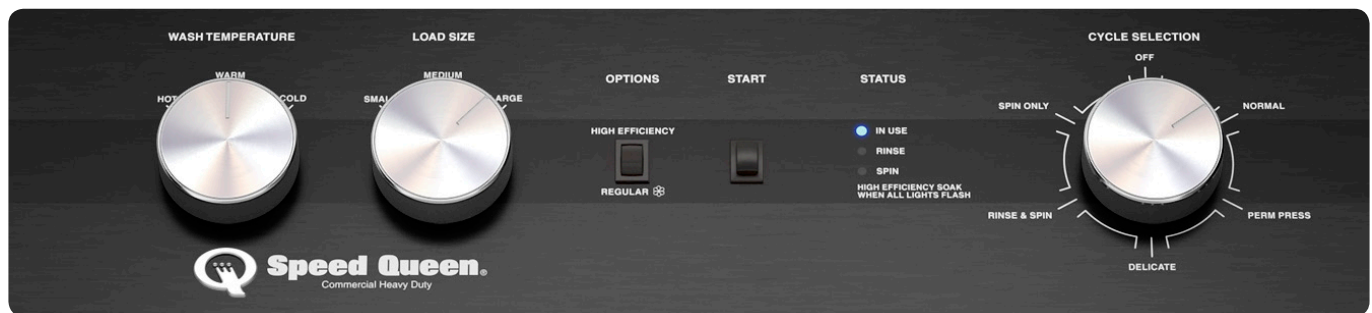 WASH TEMPERATURE
LOAD SIZE
CYCLE SELECTION
OFF
WARM
MEDIUM
OPTIONS
START
STATUS
HOT
COLD
SMAL
ARGE
SPIN ONLY
NORMAL
HIGH EFFICIENCY
IN USE
RINSE
SPIN
REGULAR
HIGH EFFICIENCY SOAK
WHEN ALL LIGHTS FLASH
RINSE & SPIN
PERM PRESS
DELICATE
Speed Queen®
Commercial Heavy Duty